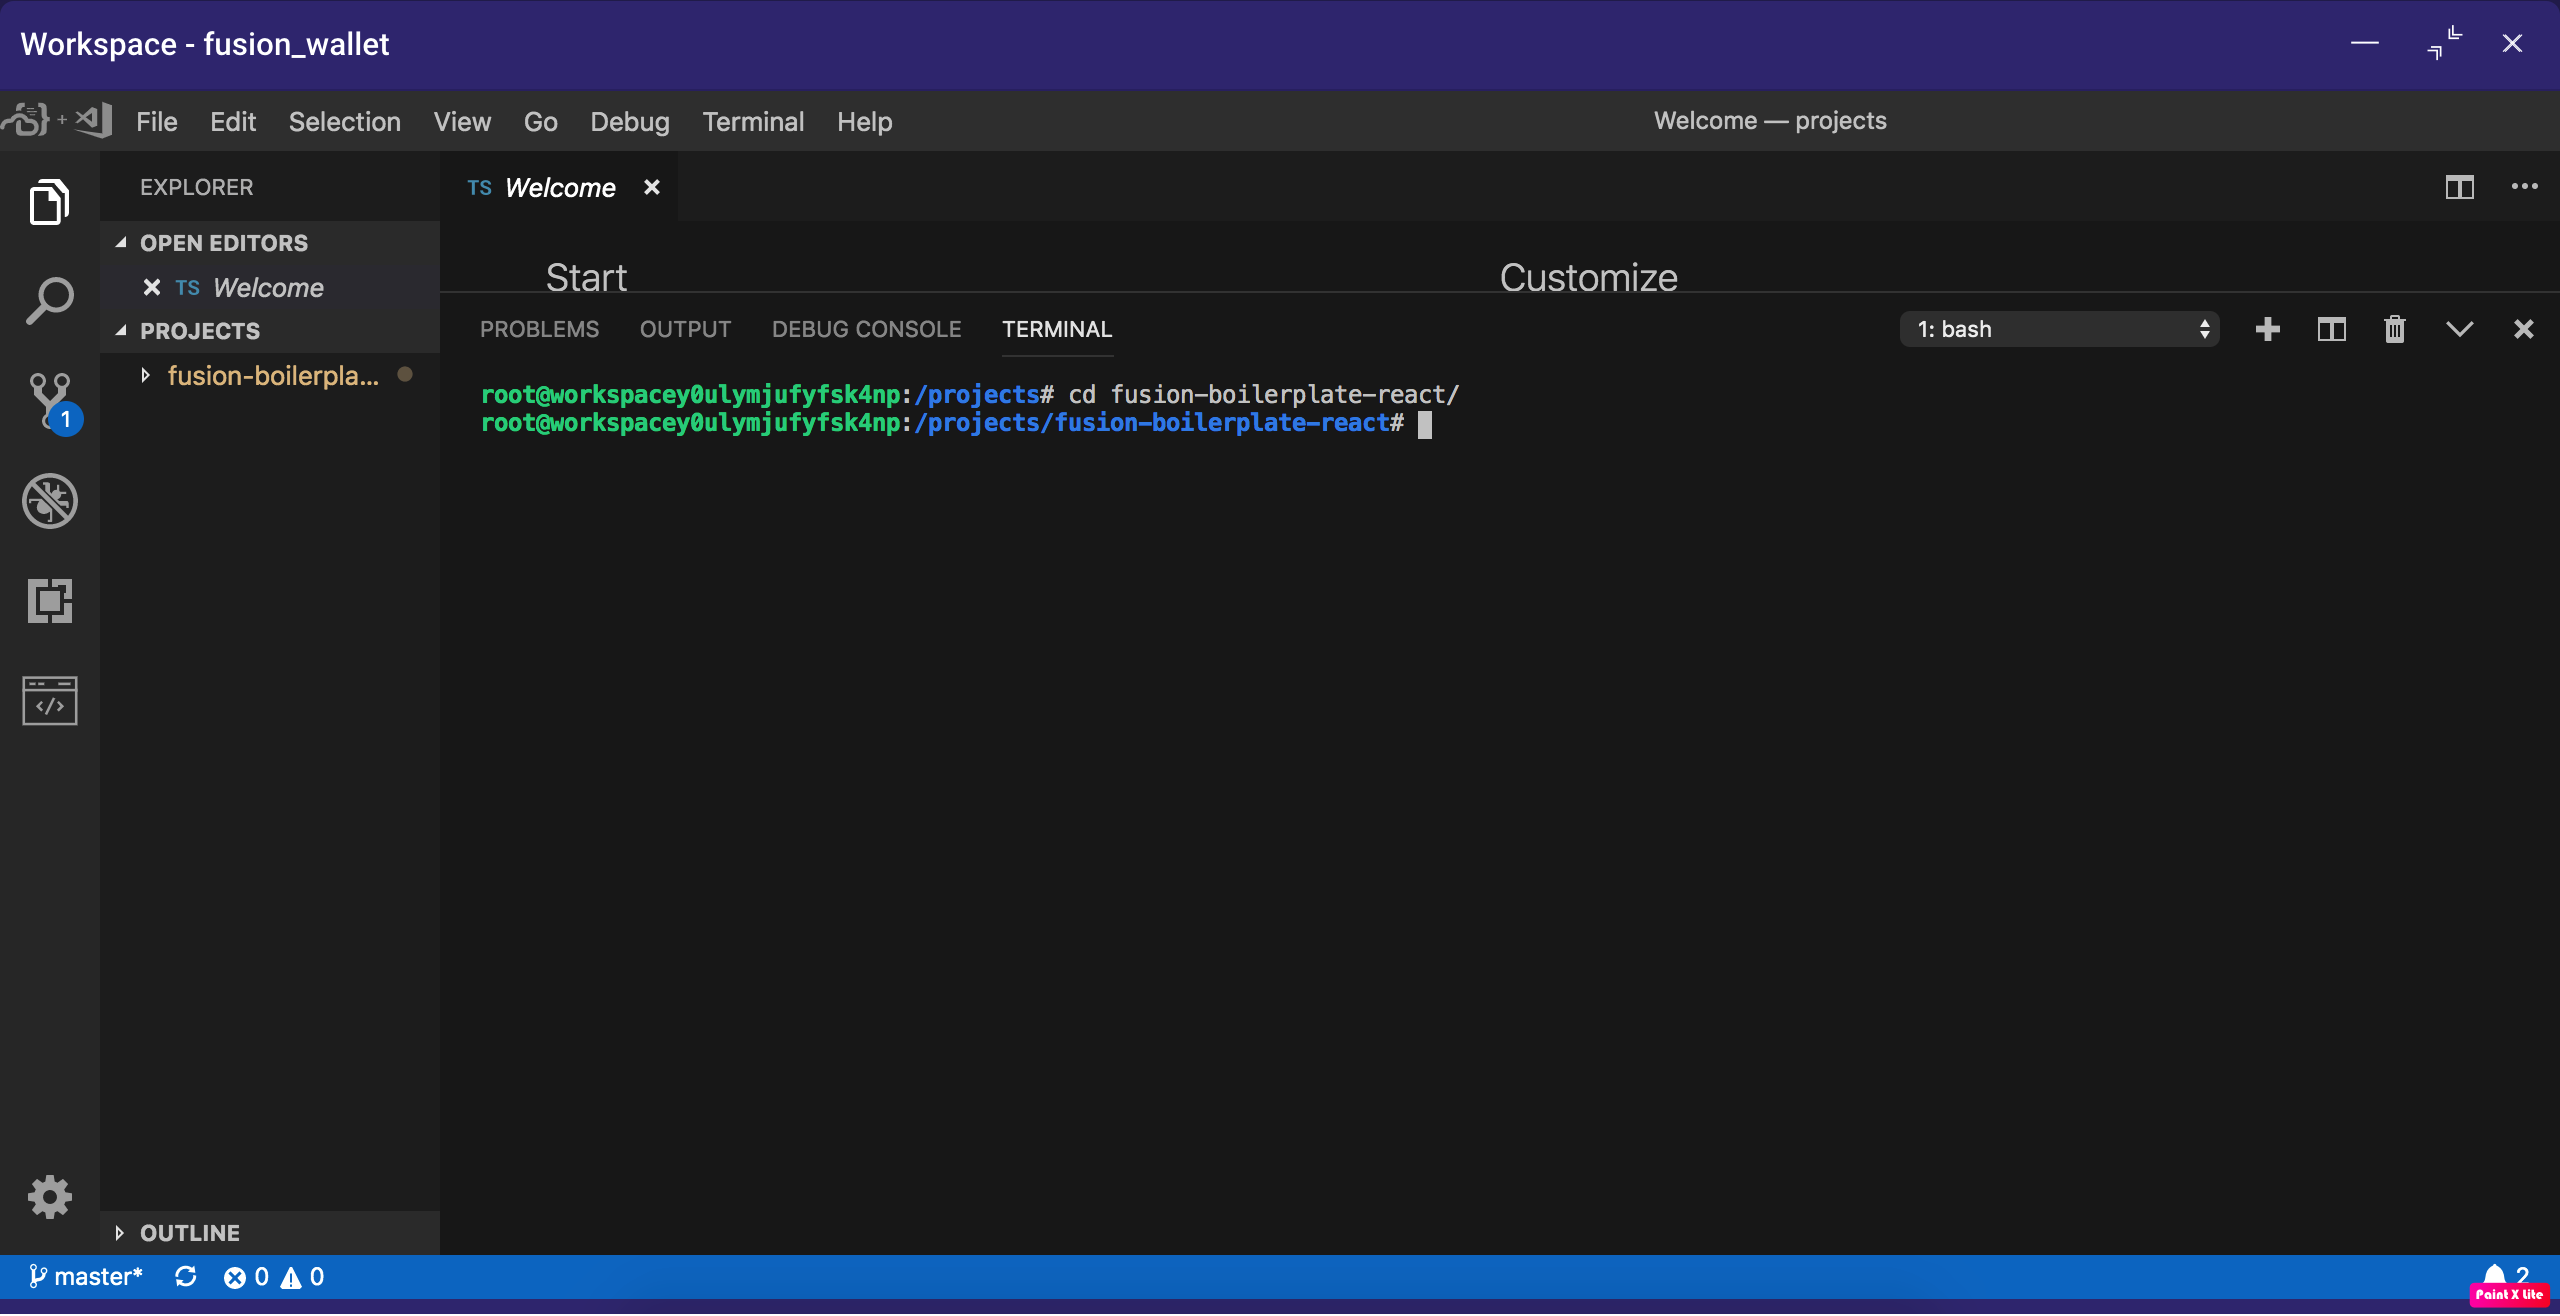 Workspace - fusion_wallet
File Edit Selection View Go Debug Terminal Help
Welcome — projects
EXPLORER
OPEN EDITORS
TS Welcome
PROJECTS
fusion-boilerpla...
OUTLINE
1
TS Welcome
Start
Customize
PROBLEMS OUTPUT DEBUG CONSOLE TERMINAL
1: bash
root@workspacey0ulymjufyfsk4np:/projects# cd fusion-boilerplate-react/
root@workspacey0ulymjufyfsk4np:/projects/fusion-boilerplate-react#
master* 0 0
2
Paint X Lite